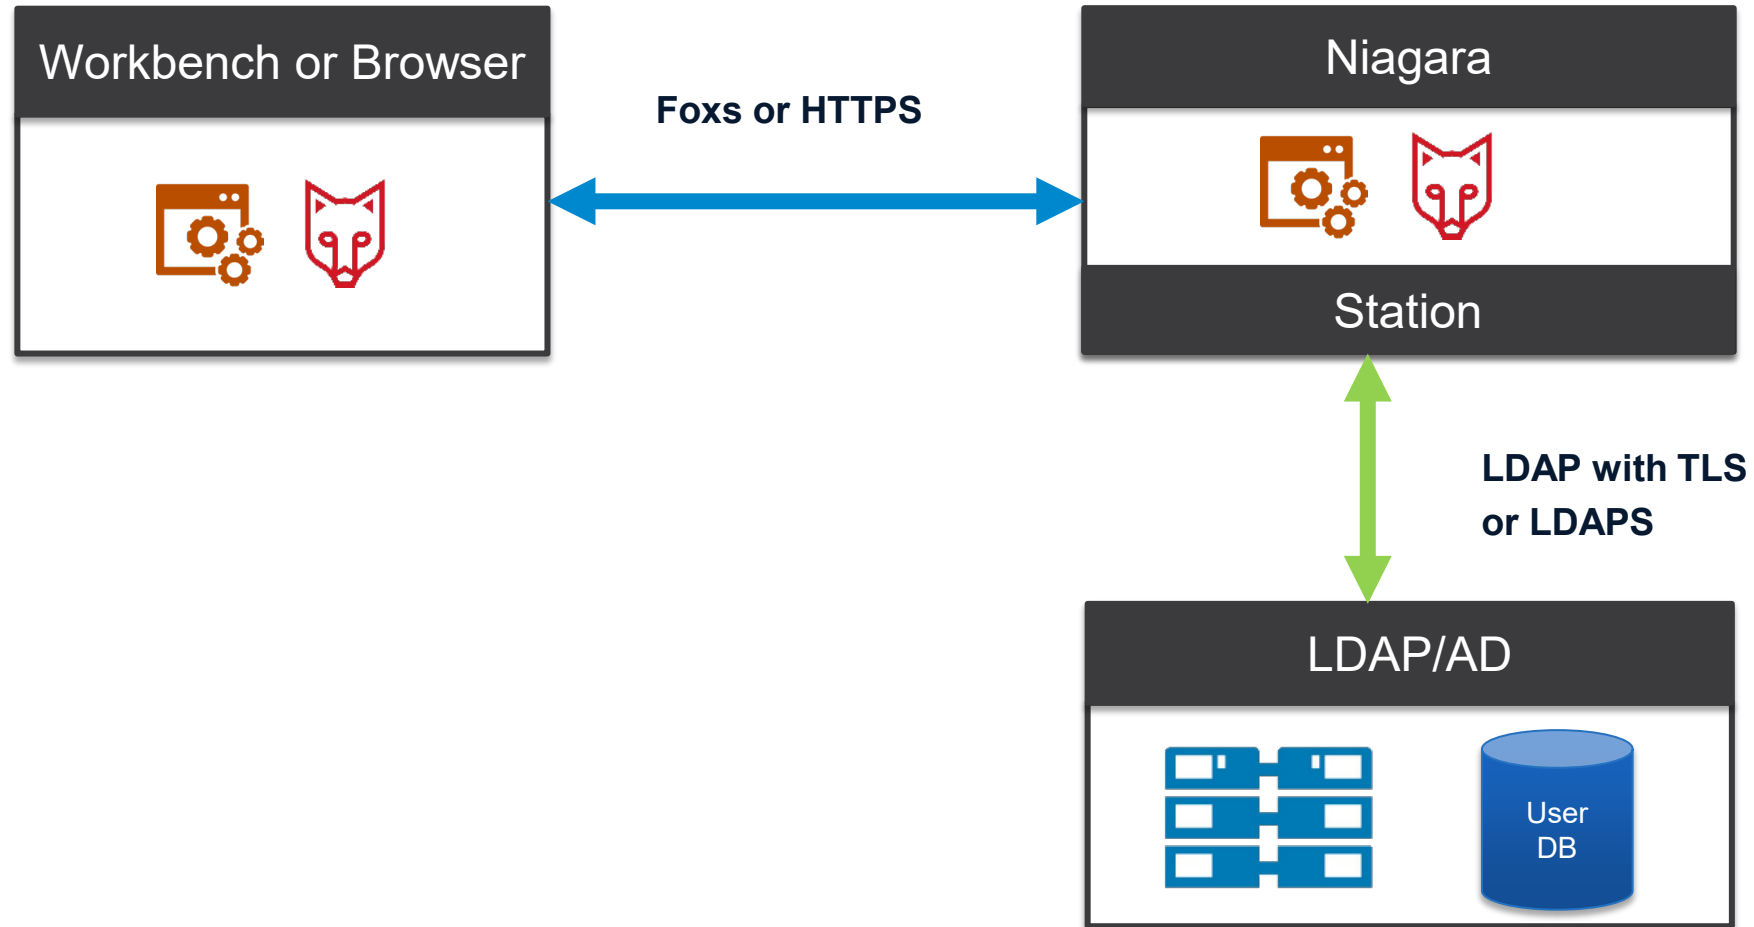 Workbench or Browser
Foxs or HTTPS
Niagara
Station
LDAP with TLS
or LDAPS
LDAP/AD
User
DB